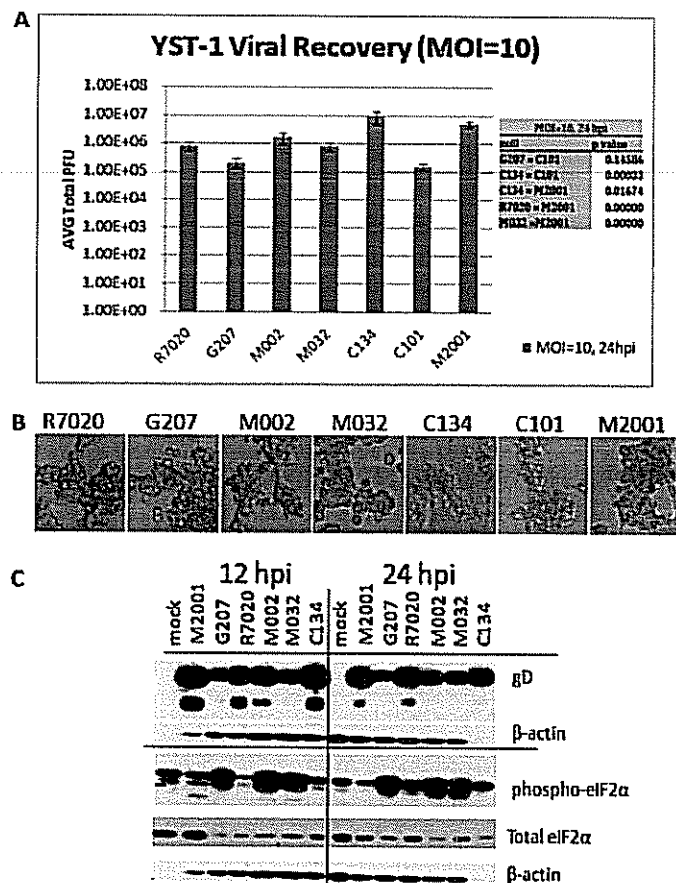 A
YST-1 Viral Recovery (MOI=10)
AVG Total PFU
1.00E+08
1.00E+07
1.00E+06
1.00E+05
1.00E+04
1.00E+03
1.00E+02
1.00E+01
1.00E+00
R7020
G207
M002
M032
C134
C101
M2001
MOI=10, 24 hpi
null p value
G207 = C101
C134 = C101
C134 = M2001 0.01674
R7020 = M2001 0.00000
M032 = M2001 0.00000
MOI=10, 24hpi
B
R7020 G207 M002 M032 C134 C101 M2001
C
12 hpi 24 hpi
mock M2001 G207 R7020 M002 M032 C134 mock M2001 G207 R7020 M002 M032 C134
gD
β-actin
phospho-eIF2α
Total eIF2α
β-actin